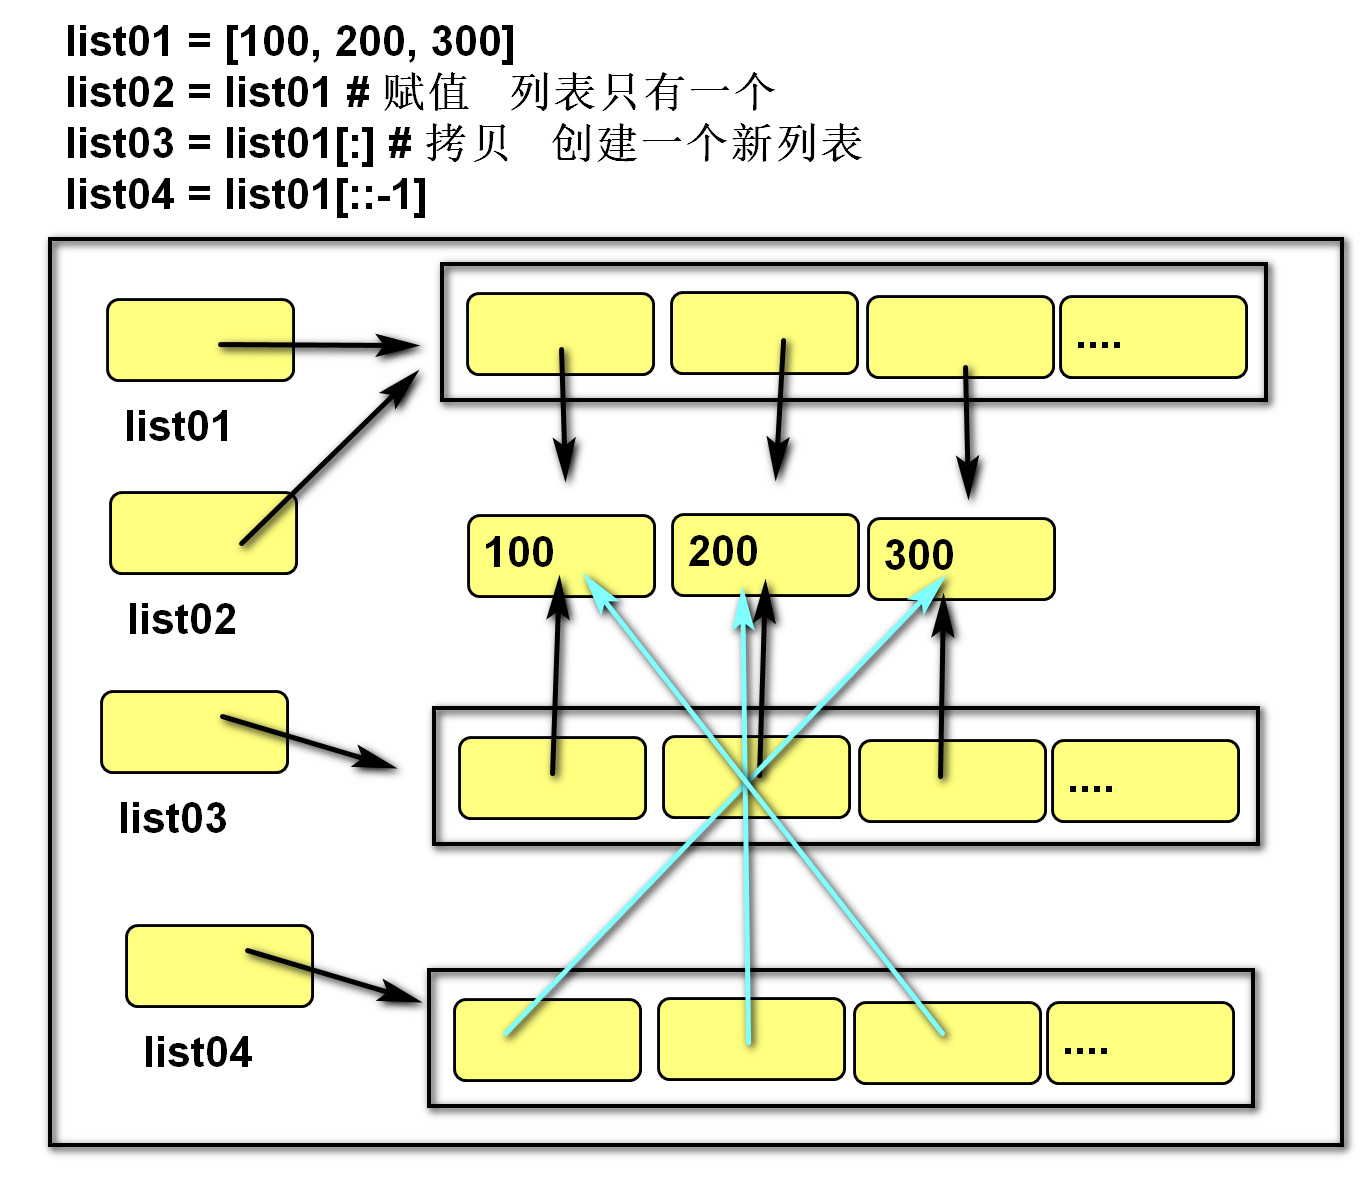 list01 = [100, 200, 300]
list02 = list01 # 赋值 列表只有一个
list03 = list01[:] # 拷贝 创建一个新列表
list04 = list01[::-1]
....
list01
100 200 300
list02
....
list03
....
list04